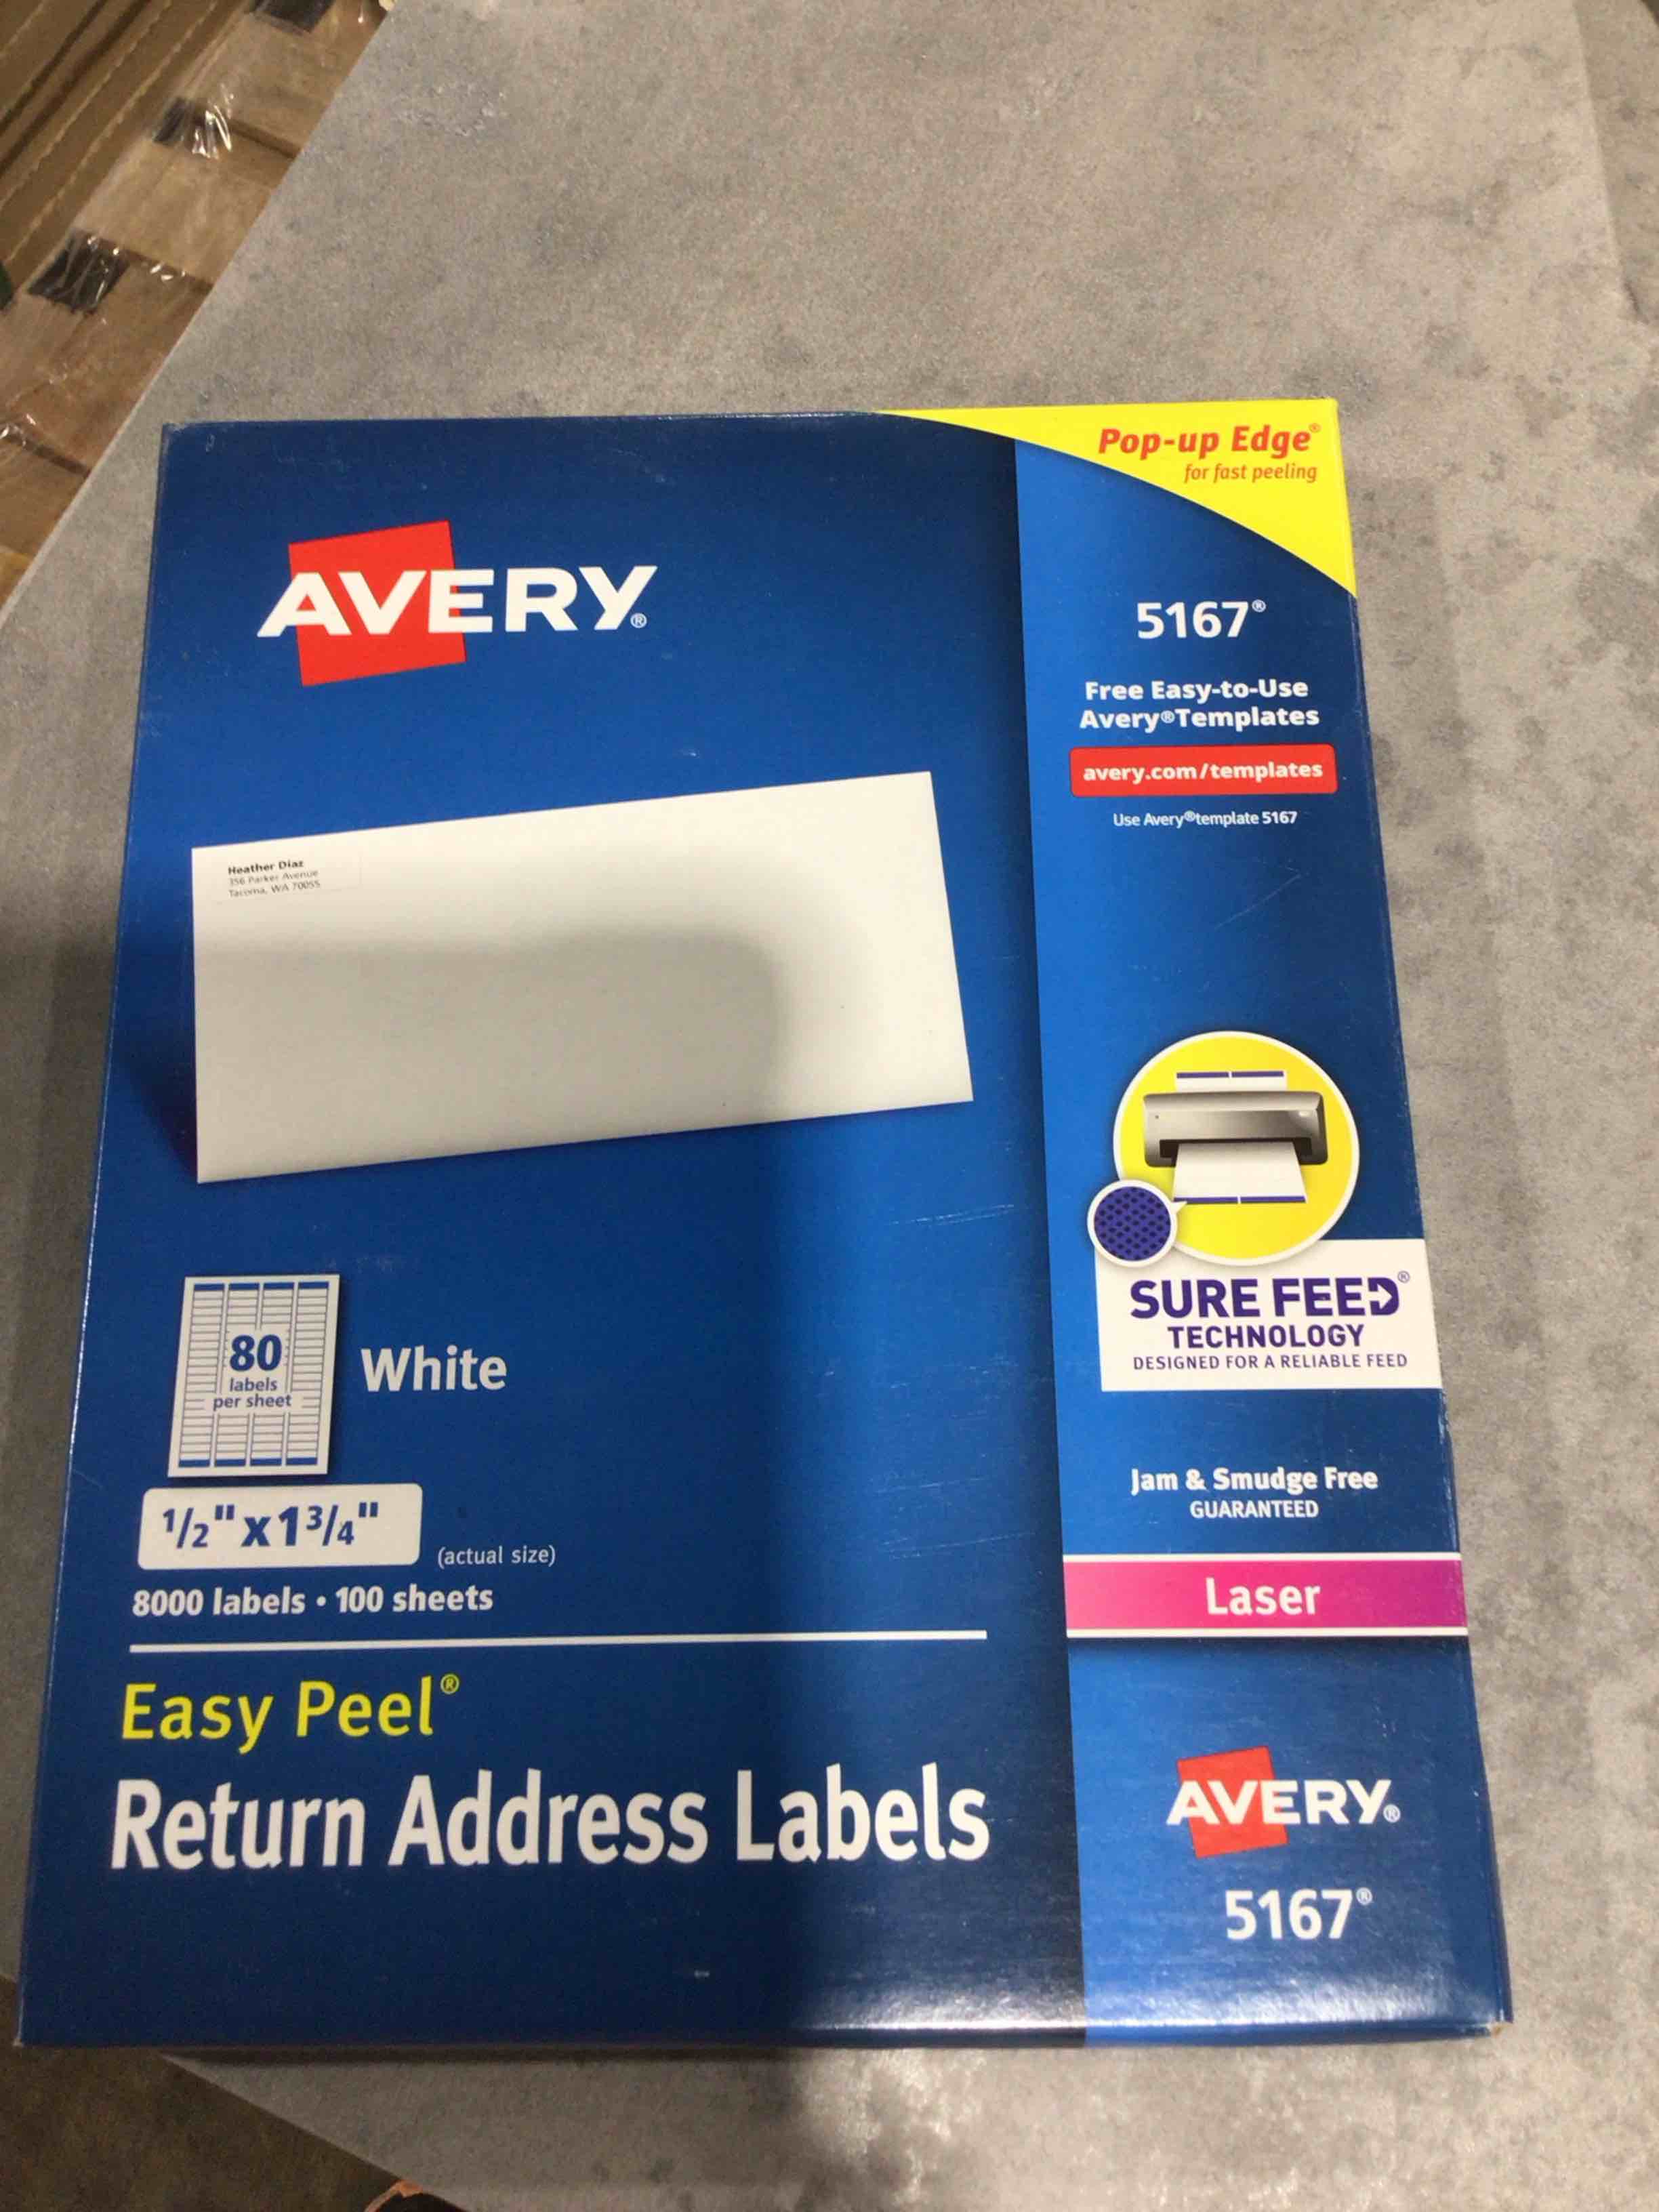 Pop-up Edge®
for fast peeling
AVERY®
5167®
Free Easy-to-Use
Avery® Templates
avery.com/templates
Use Avery® template 5167
Heather Diaz
356 Parker Avenue
Tacoma, WA 70055
80
labels
per sheet
White
1/2" x 1 3/4"
(actual size)
8000 labels • 100 sheets
Easy Peel®
Return Address Labels
SURE FEED®
TECHNOLOGY
DESIGNED FOR A RELIABLE FEED
Jam & Smudge Free
GUARANTEED
Laser
AVERY®
5167®